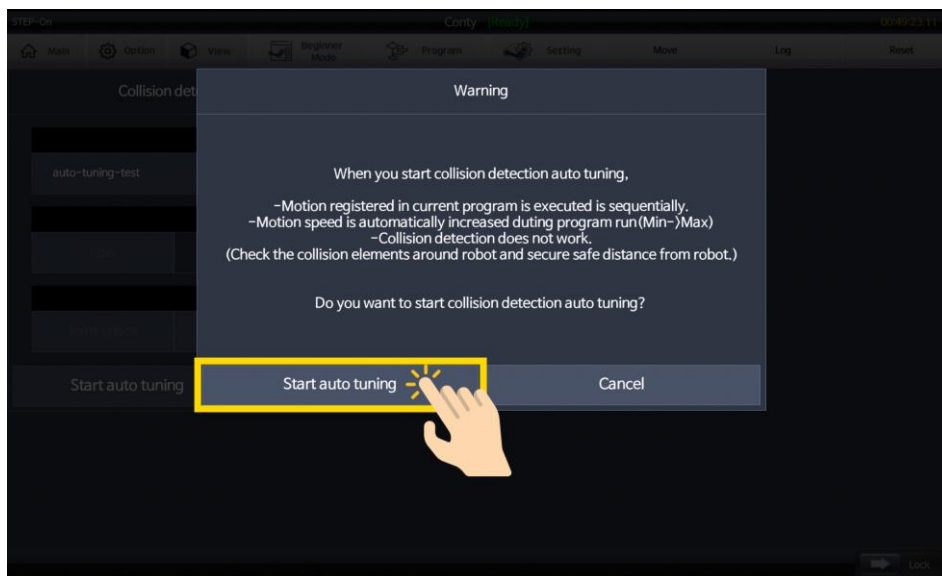 STEP-On
Conty [Ready]
00:49:23.11
Main
Option
View
Beginner
Mode
Program
Setting
Move
Log
Reset
Collision det
Warning
auto-tuning-test
When you start collision detection auto tuning,
-Motion registered in current program is executed is sequentially.
-Motion speed is automatically increased duting program run(Min-)Max)
-Collision detection does not work.
(Check the collision elements around robot and secure safe distance from robot.)
Do you want to start collision detection auto tuning?
Start auto tuning
Start auto tuning
Cancel
Lock